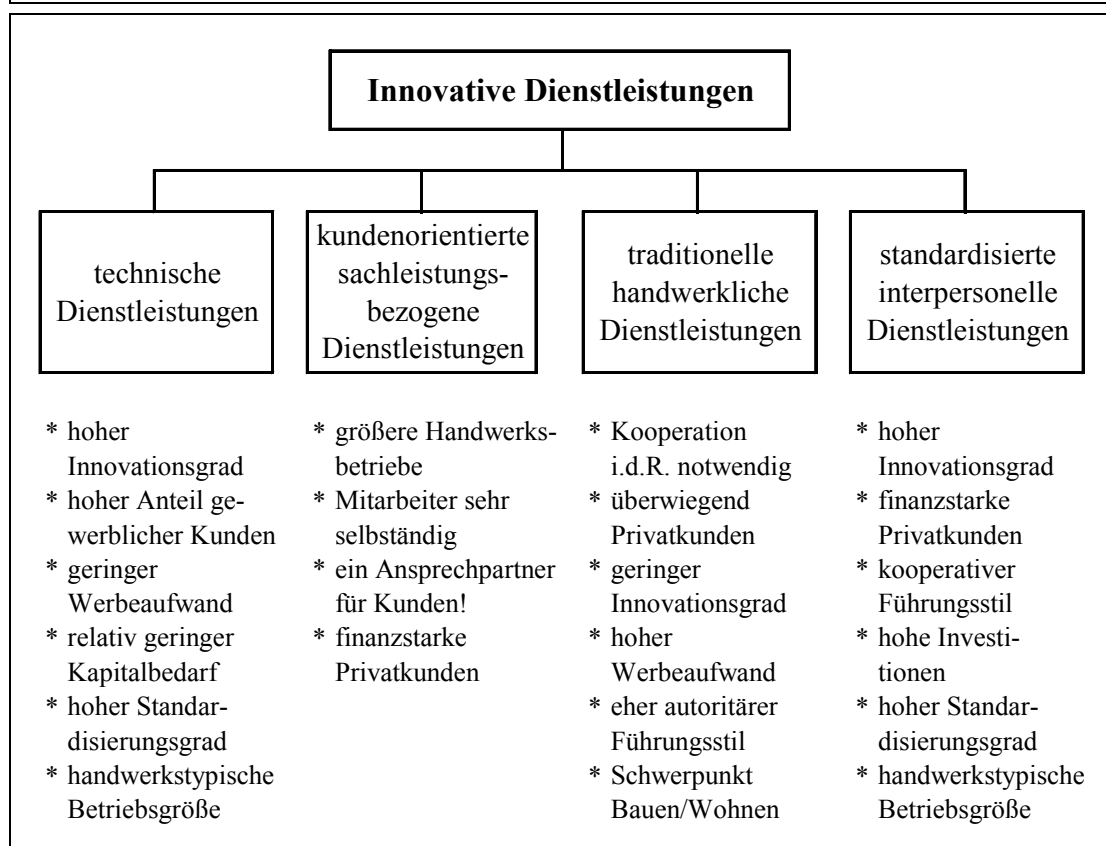 Innovative Dienstleistungen
technische
Dienstleistungen
kundenorientierte
sachleistungs-
bezogene
Dienstleistungen
traditionelle
handwerkliche
Dienstleistungen
standardisierte
interpersonelle
Dienstleistungen
* hoher
Innovationsgrad
* hoher Anteil ge-
werblicher Kunden
* geringer
Werbeaufwand
* relativ geringer
Kapitalbedarf
* hoher Standar-
disierungsgrad
* handwerkstypische
Betriebsgröße
* größere Handwerks-
betriebe
* Mitarbeiter sehr
selbständig
* ein Ansprechpartner
für Kunden!
* finanzstarke
Privatkunden
* Kooperation
i.d.R. notwendig
* überwiegend
Privatkunden
* geringer
Innovationsgrad
* hoher
Werbeaufwand
* eher autoritärer
Führungsstil
* Schwerpunkt
Bauen/Wohnen
* hoher
Innovationsgrad
* finanzstarke
Privatkunden
* kooperativer
Führungsstil
* hohe Investi-
tionen
* hoher Standar-
disierungsgrad
* handwerkstypische
Betriebsgröße